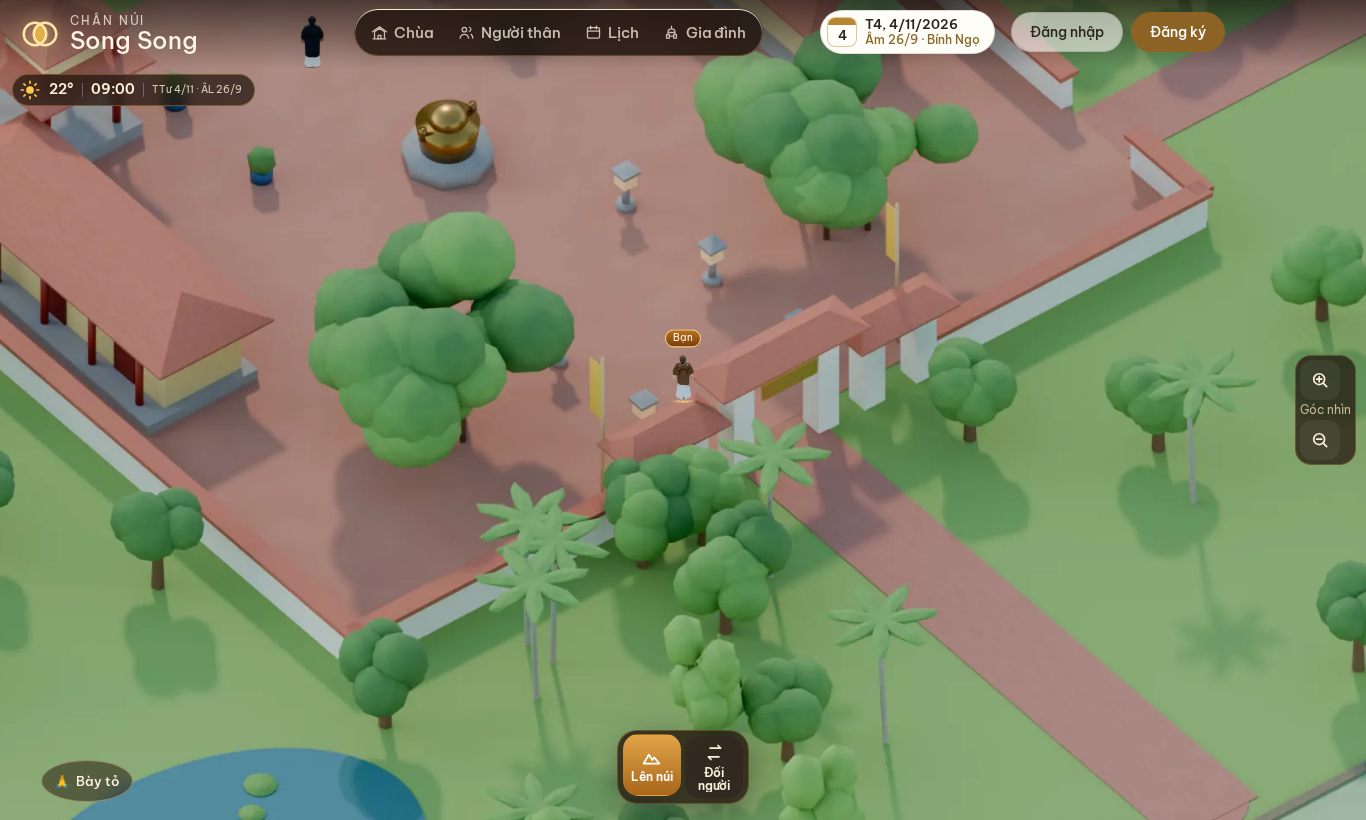 CHÂN NÚI
Song Song
Chùa
Người thân
Lịch
Gia đình
4
T4, 4/11/2026
Âm 26/9 · Bính Ngọ
Đăng nhập
Đăng ký
22°
09:00
TTư 4/11 · ÂL 26/9
Bạn
Góc nhìn
Bày tỏ
Lên núi
Đổi
người